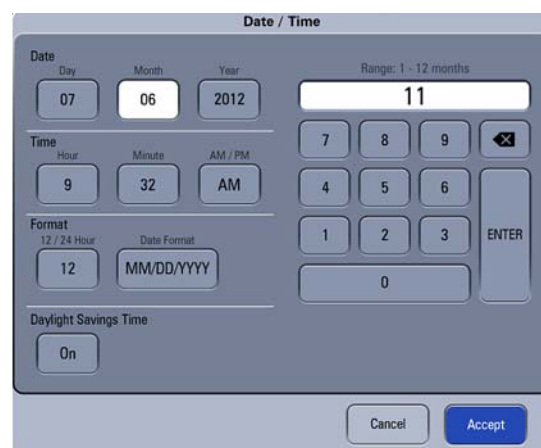 Date / Time
Date
Day Month Year
07 06 2012
Time
Hour Minute AM / PM
9 32 AM
Format
12 / 24 Hour Date Format
12 MM/DD/YYYY
Daylight Savings Time
On
Range: 1 - 12 months
11
7 8 9
4 5 6
1 2 3 ENTER
0
Cancel Accept